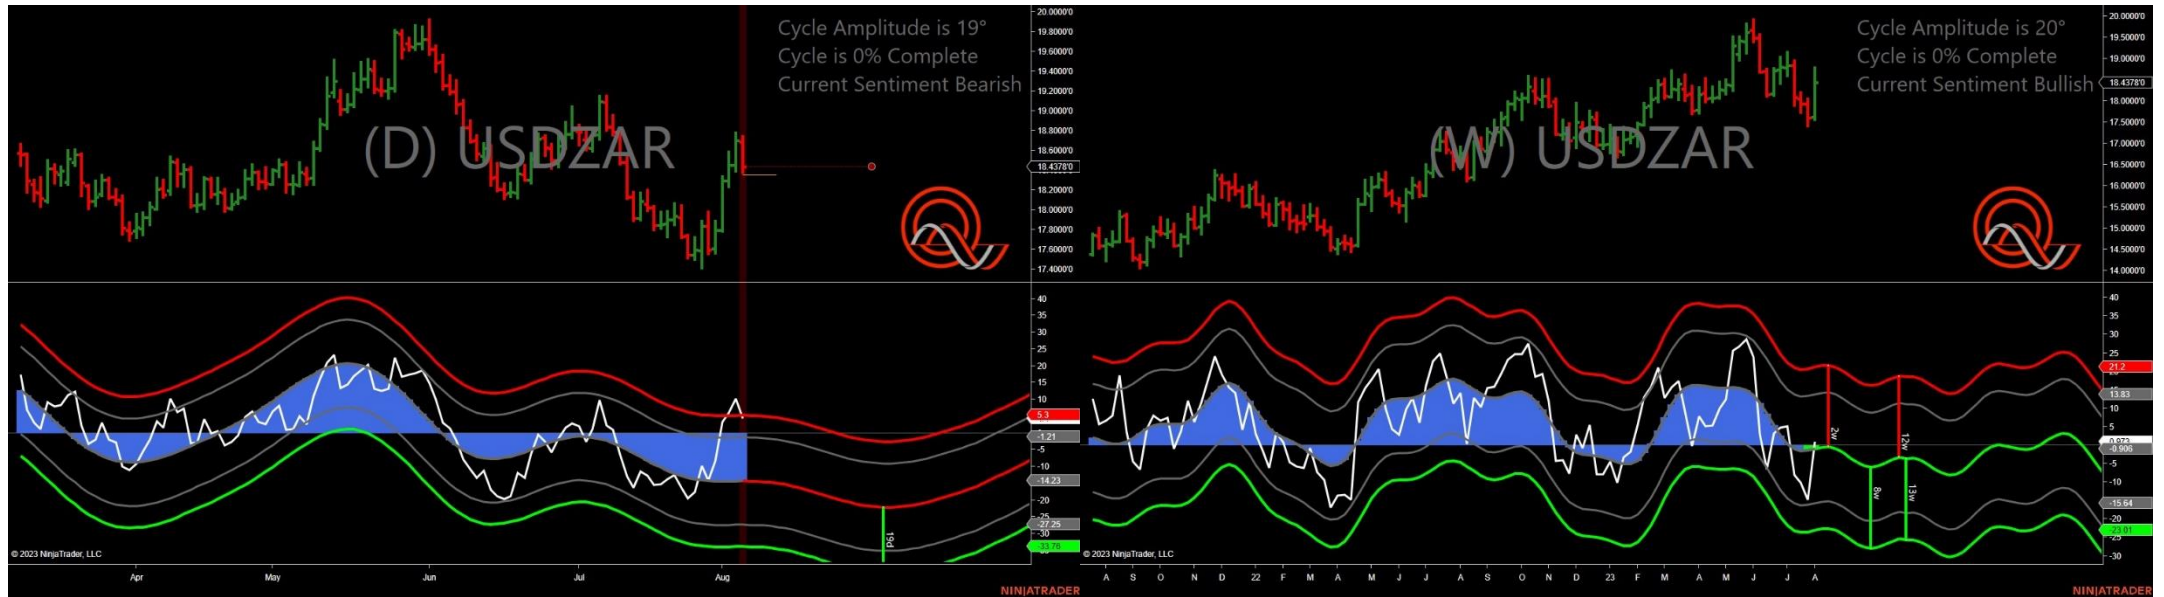 Cycle Amplitude is 19°
Cycle is 0% Complete
Current Sentiment Bearish
(D) USDZAR
20.0000'0
19.8000'0
19.6000'0
19.4000'0
19.2000'0
19.0000'0
18.8000'0
18.6000'0
18.4378'0
18.2000'0
18.0000'0
17.8000'0
17.6000'0
17.4000'0
40
35
30
25
20
15
10
5.3
-1.21
-5
-10
-14.23
-20
-25
-27.25
-30
-33.76
19d
© 2023 NinjaTrader, LLC
Apr
May
Jun
Jul
Aug
NINJATRADER
Cycle Amplitude is 20°
Cycle is 0% Complete
Current Sentiment Bullish
(W) USDZAR
20.0000'0
19.5000'0
19.0000'0
18.4378'0
18.0000'0
17.5000'0
17.0000'0
16.5000'0
16.0000'0
15.5000'0
15.0000'0
14.5000'0
14.0000'0
40
35
30
25
21.2
13.83
10
5
0.973
-0.906
-5
-10
-15.64
-20
-23.01
-25
-30
2w
12w
8w
13w
© 2023 NinjaTrader, LLC
A S O N D 22 F M A M J J A S O N D 23 F M A M J J A
NINJATRADER